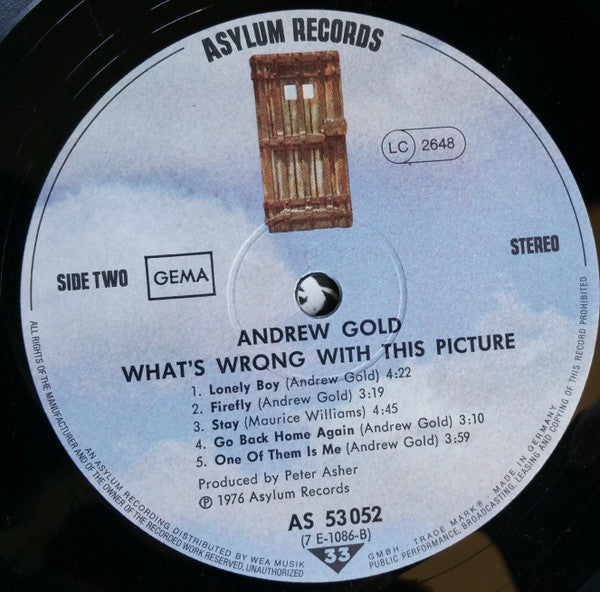 ASYLUM RECORDS
LC 2648
SIDE TWO
GEMA
STEREO
ANDREW GOLD
WHAT'S WRONG WITH THIS PICTURE
1. Lonely Boy (Andrew Gold) 4:22
2. Firefly (Andrew Gold) 3:19
3. Stay (Maurice Williams) 4:45
4. Go Back Home Again (Andrew Gold) 3:10
5. One Of Them Is Me (Andrew Gold) 3:59
Produced by Peter Asher
Ⓟ 1976 Asylum Records
AS 53 052
(7 E-1086-B)
33
ALL RIGHTS OF THE MANUFACTURER AND OF THE OWNER OF THE RECORDED WORK RESERVED. UNAUTHORIZED PUBLIC PERFORMANCE, BROADCASTING, LEASING AND COPYING OF THIS RECORD PROHIBITED
AN ASYLUM RECORDING DISTRIBUTED BY WEA MUSIK GMBH. TRADE MARK® MADE IN GERMANY